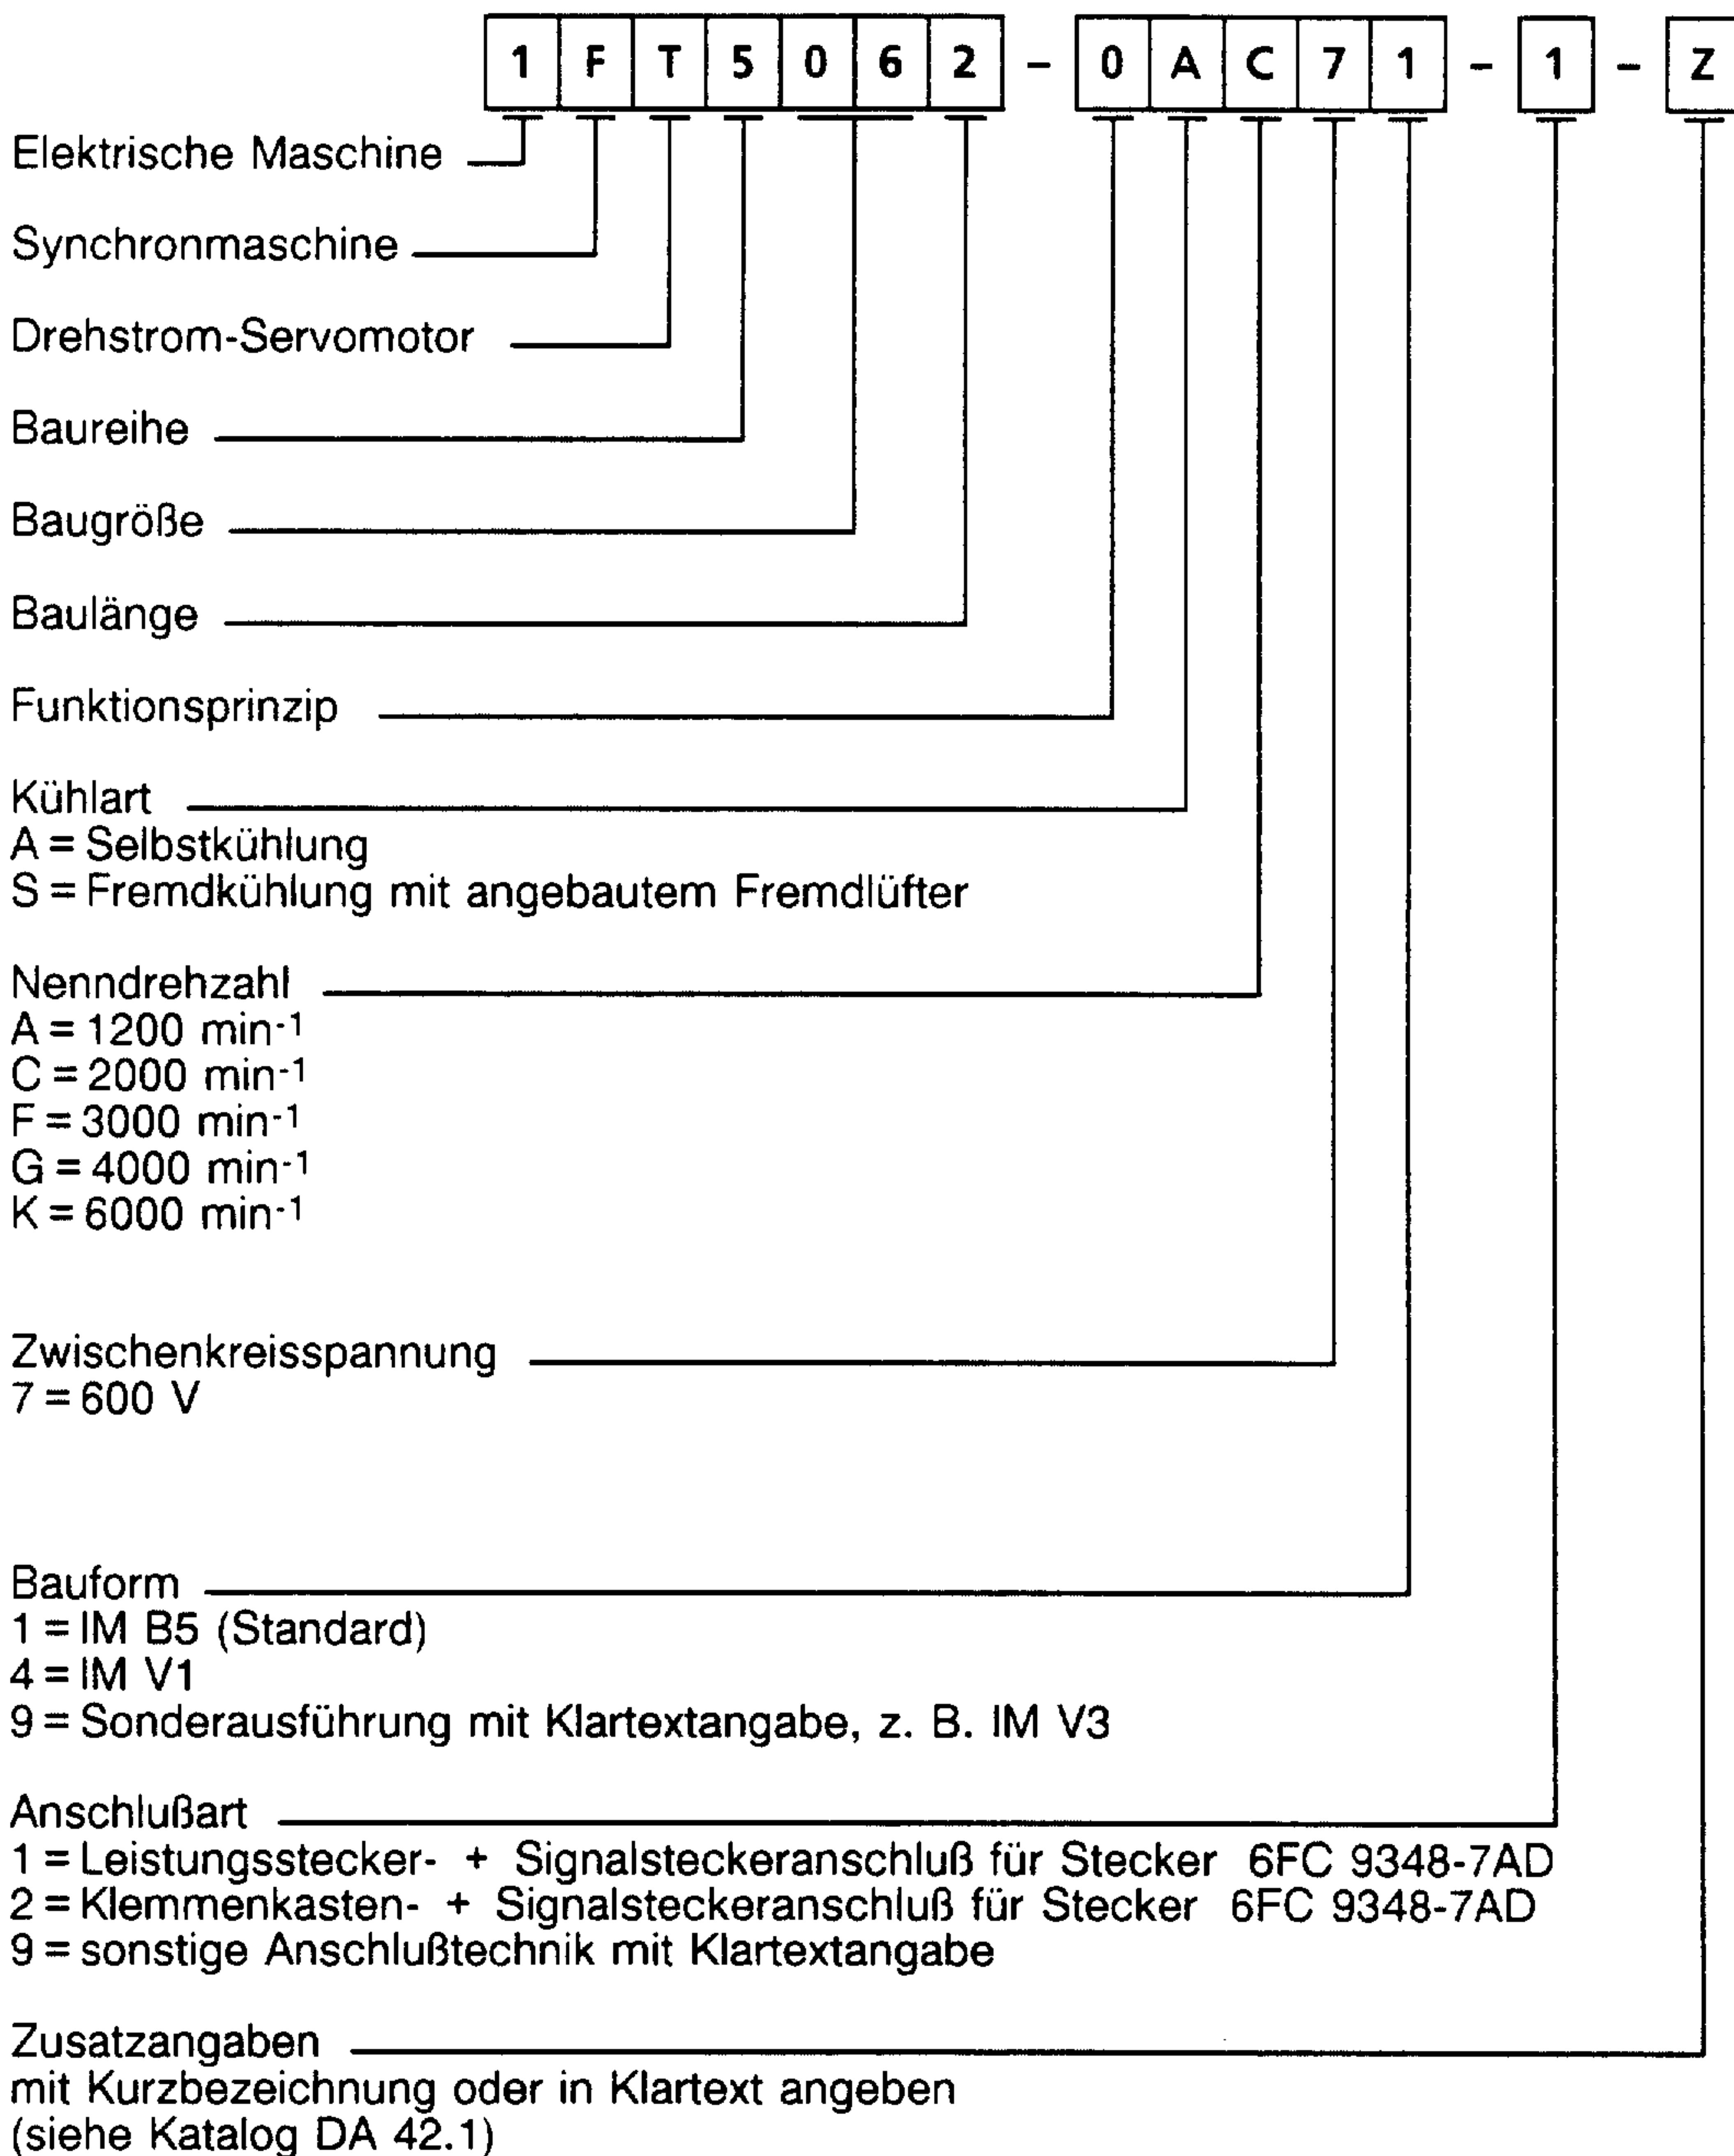 1 F T 5 0 6 2 - 0 A C 7 1 - 1 - Z
Elektrische Maschine
Synchronmaschine
Drehstrom-Servomotor
Baureihe
Baugröße
Baulänge
Funktionsprinzip
Kühlart
A = Selbstkühlung
S = Fremdkühlung mit angebautem Fremdlüfter
Nenndrehzahl
A = 1200 min-1
C = 2000 min-1
F = 3000 min-1
G = 4000 min-1
K = 6000 min-1
Zwischenkreisspannung
7 = 600 V
Bauform
1 = IM B5 (Standard)
4 = IM V1
9 = Sonderausführung mit Klartextangabe, z. B. IM V3
Anschlußart
1 = Leistungsstecker- + Signalsteckeranschluß für Stecker 6FC 9348-7AD
2 = Klemmenkasten- + Signalsteckeranschluß für Stecker 6FC 9348-7AD
9 = sonstige Anschlußtechnik mit Klartextangabe
Zusatzangaben
mit Kurzbezeichnung oder in Klartext angeben
(siehe Katalog DA 42.1)